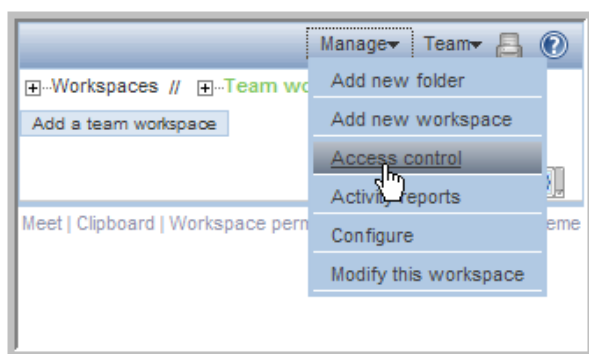 Manage▾ Team▾
Workspaces // Team wo
Add a team workspace
Add new folder
Add new workspace
Access control
Activity reports
Configure
Modify this workspace
Meet | Clipboard | Workspace perm eme